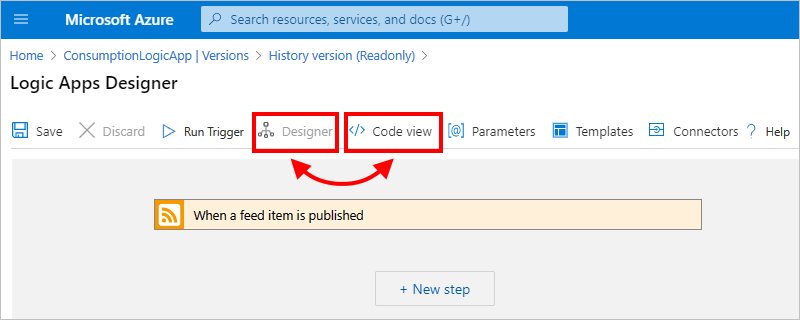 Microsoft Azure
Search resources, services, and docs (G+/)
Home > ConsumptionLogicApp | Versions > History version (Readonly) >
Logic Apps Designer
Save Discard Run Trigger Designer </> Code view [@] Parameters Templates Connectors ? Help
When a feed item is published
+ New step